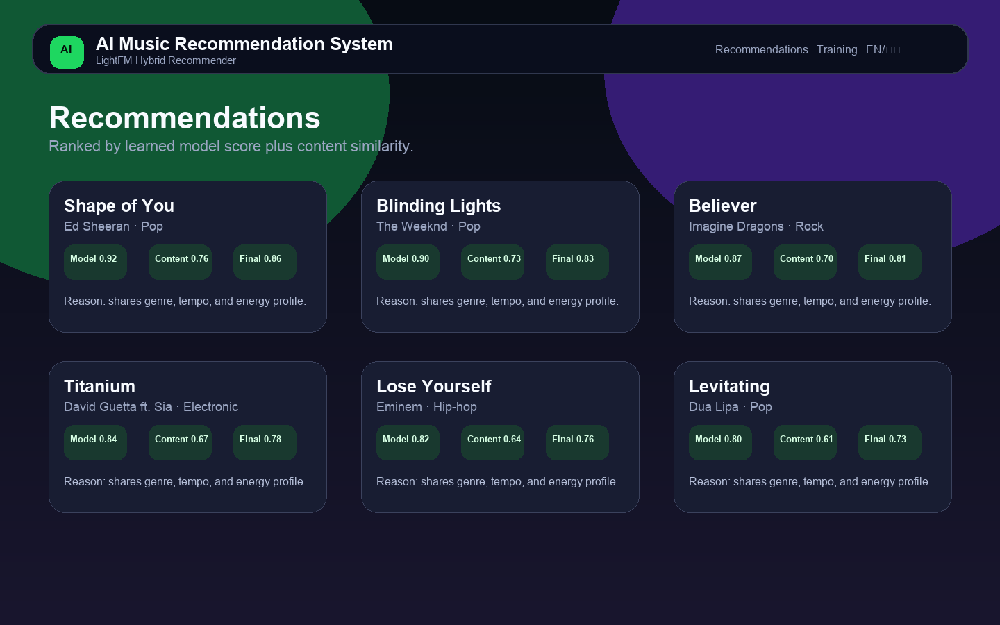 AI
AI Music Recommendation System
LightFM Hybrid Recommender
Recommendations Training EN/□□
Recommendations
Ranked by learned model score plus content similarity.
Shape of You
Ed Sheeran · Pop
Model 0.92 Content 0.76 Final 0.86
Reason: shares genre, tempo, and energy profile.
Blinding Lights
The Weeknd · Pop
Model 0.90 Content 0.73 Final 0.83
Reason: shares genre, tempo, and energy profile.
Believer
Imagine Dragons · Rock
Model 0.87 Content 0.70 Final 0.81
Reason: shares genre, tempo, and energy profile.
Titanium
David Guetta ft. Sia · Electronic
Model 0.84 Content 0.67 Final 0.78
Reason: shares genre, tempo, and energy profile.
Lose Yourself
Eminem · Hip-hop
Model 0.82 Content 0.64 Final 0.76
Reason: shares genre, tempo, and energy profile.
Levitating
Dua Lipa · Pop
Model 0.80 Content 0.61 Final 0.73
Reason: shares genre, tempo, and energy profile.